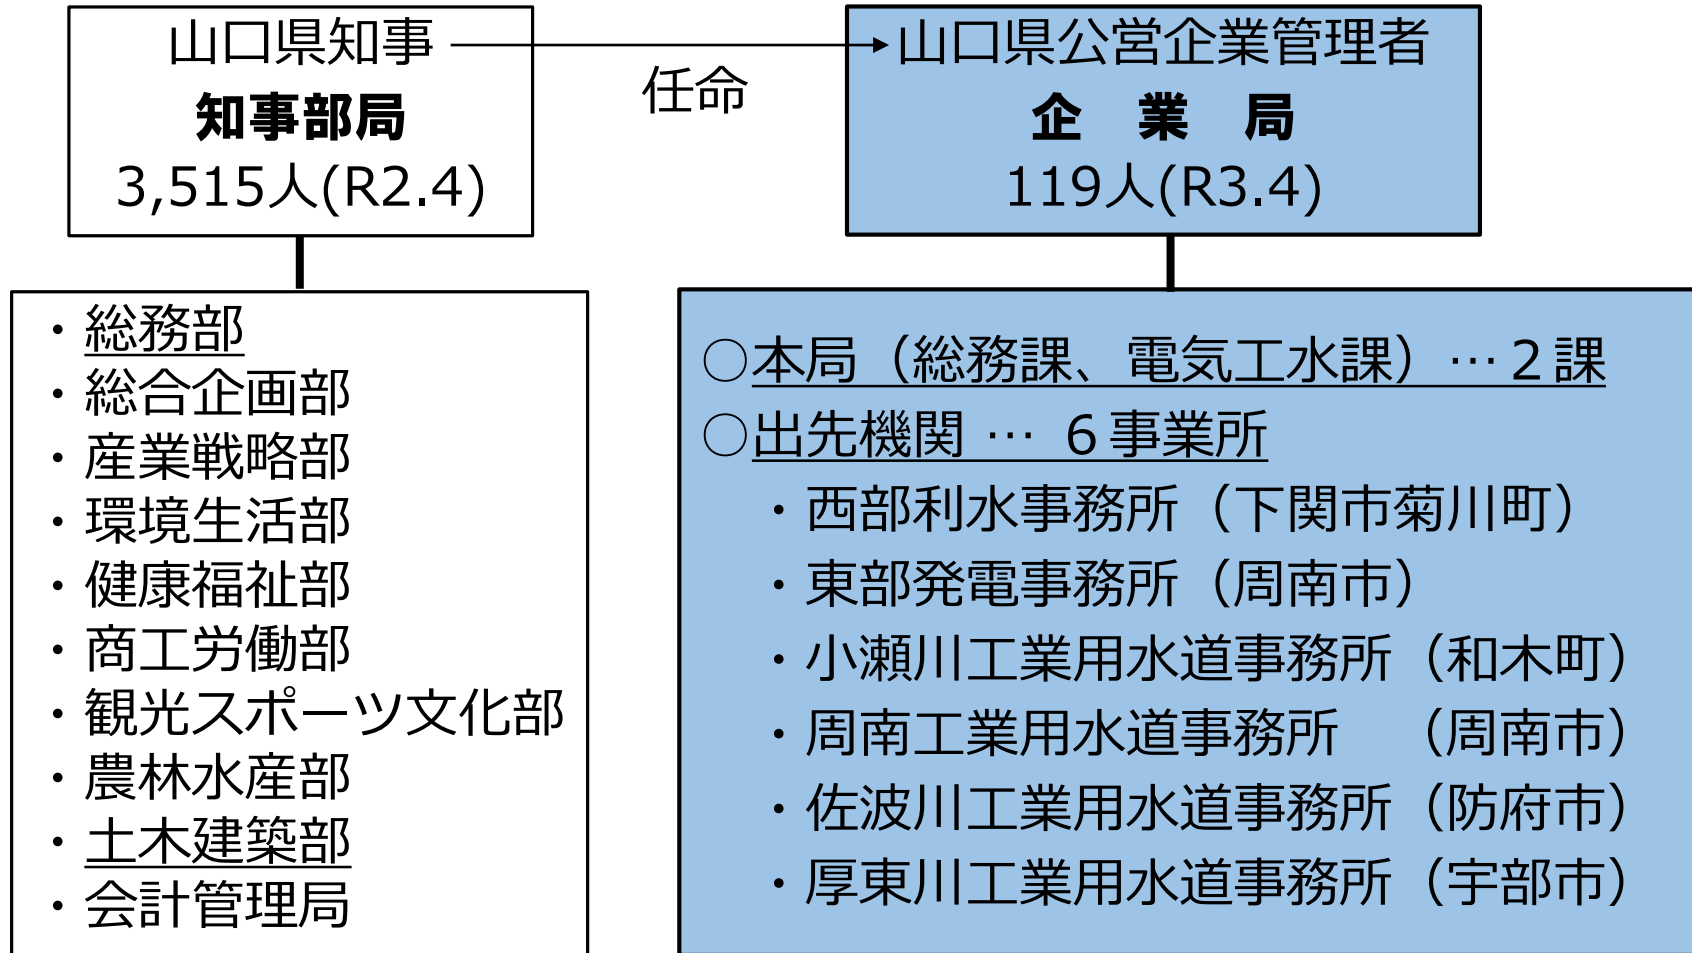 山口県知事
知事部局
3,515人(R2.4)
任命
山口県公営企業管理者
企　業　局
119人(R3.4)
・総務部
・総合企画部
・産業戦略部
・環境生活部
・健康福祉部
・商工労働部
・観光スポーツ文化部
・農林水産部
・土木建築部
・会計管理局
○本局（総務課、電気工水課）…２課
○出先機関 … ６事業所
・西部利水事務所（下関市菊川町）
・東部発電事務所（周南市）
・小瀬川工業用水道事務所（和木町）
・周南工業用水道事務所　（周南市）
・佐波川工業用水道事務所（防府市）
・厚東川工業用水道事務所（宇部市）